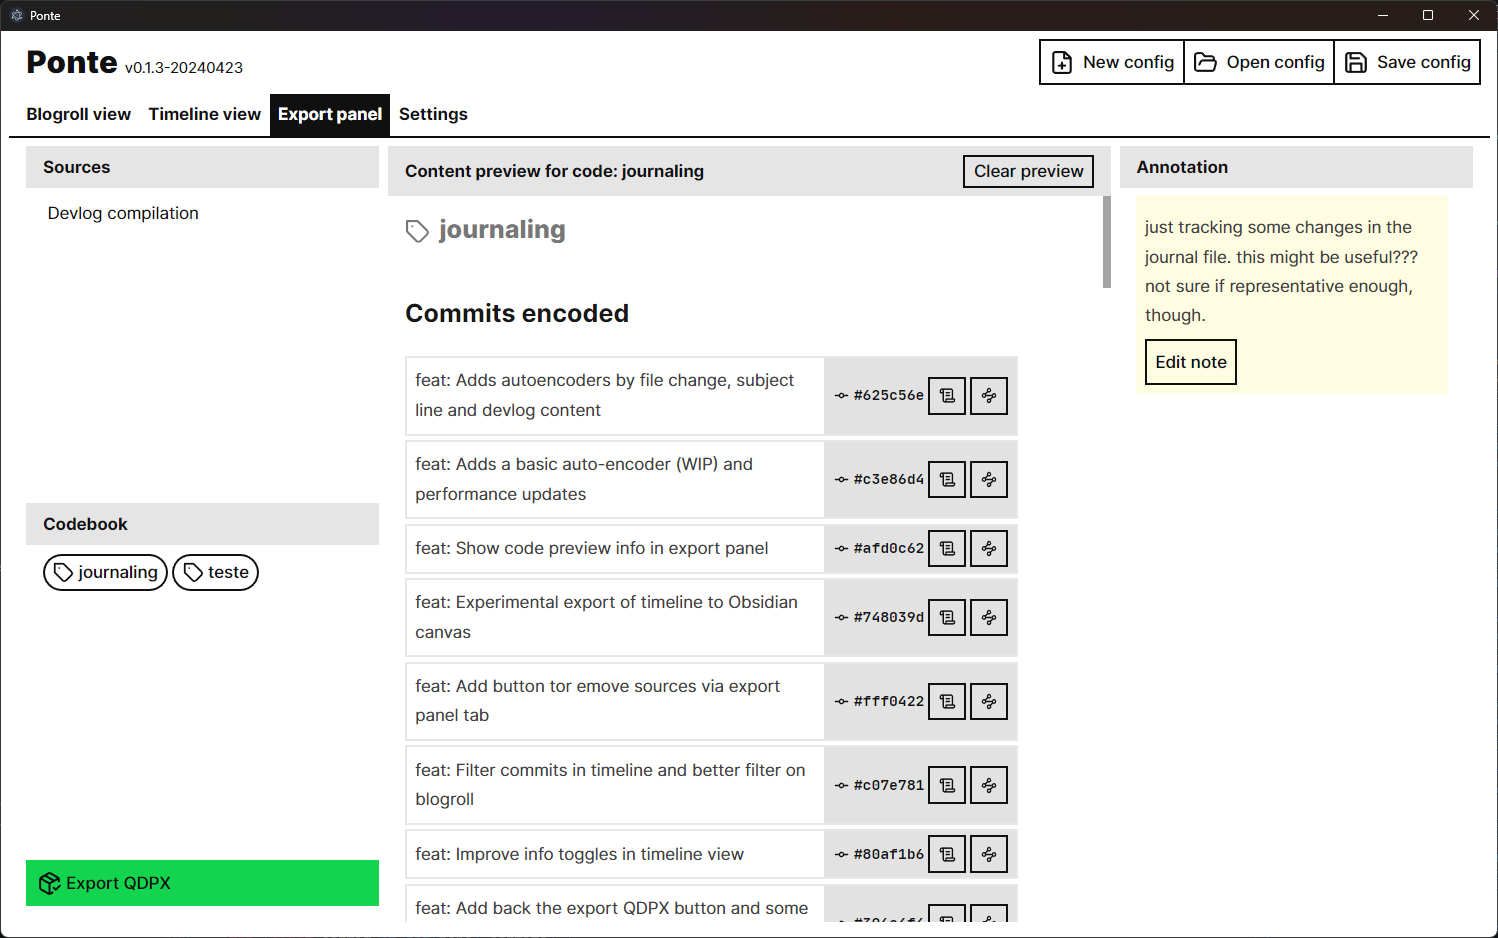 Ponte
Ponte v0.1.3-20240423
New config
Open config
Save config
Blogroll view
Timeline view
Export panel
Settings
Sources
Devlog compilation
Codebook
journaling
teste
Export QDPX
Content preview for code: journaling
Clear preview
journaling
Commits encoded
feat: Adds autoencoders by file change, subject
line and devlog content
#625c56e
feat: Adds a basic auto-encoder (WIP) and
performance updates
#c3e86d4
feat: Show code preview info in export panel
#afd0c62
feat: Experimental export of timeline to Obsidian
canvas
#748039d
feat: Add button tor emove sources via export
panel tab
#fff0422
feat: Filter commits in timeline and better filter on
blogroll
#c07e781
feat: Improve info toggles in timeline view
#80af1b6
feat: Add back the export QDPX button and some
Annotation
just tracking some changes in the
journal file. this might be useful???
not sure if representative enough,
though.
Edit note